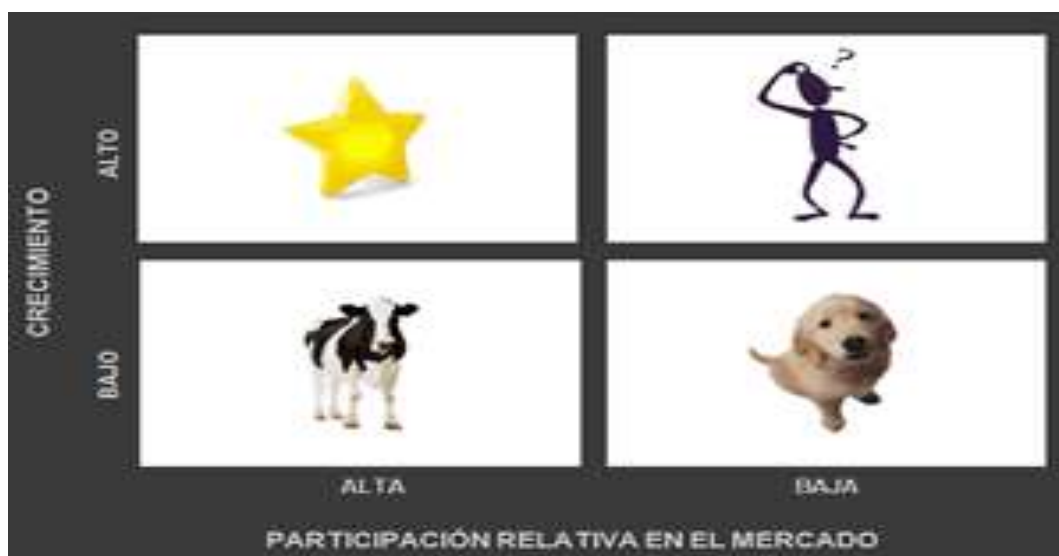 CRECIMIENTO
ALTO
?
BAJO
ALTA
BAJA
PARTICIPACIÓN RELATIVA EN EL MERCADO